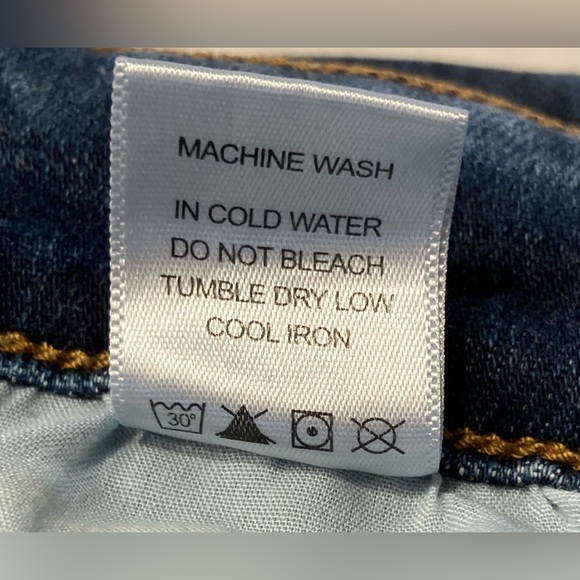 MACHINE WASH
IN COLD WATER
DO NOT BLEACH
TUMBLE DRY LOW
COOL IRON
30°